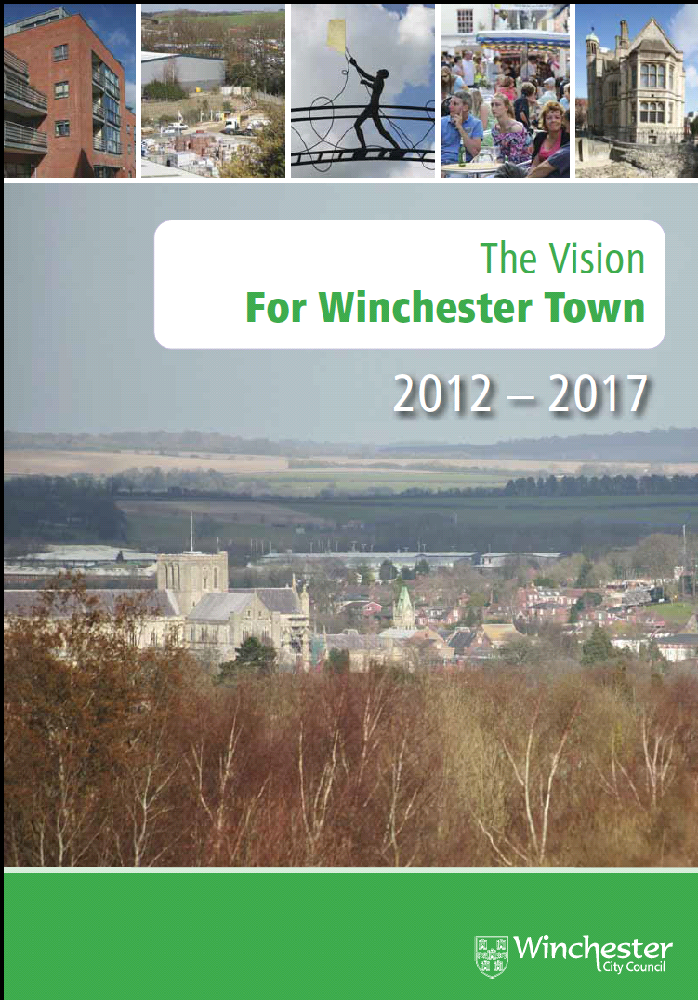 The Vision
For Winchester Town
2012 – 2017
Winchester
City Council